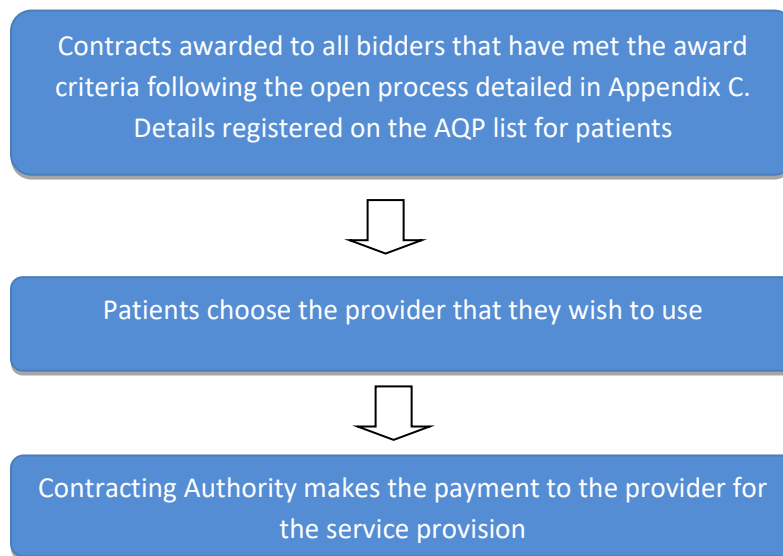 Contracts awarded to all bidders that have met the award
criteria following the open process detailed in Appendix C.
Details registered on the AQP list for patients
Patients choose the provider that they wish to use
Contracting Authority makes the payment to the provider for
the service provision